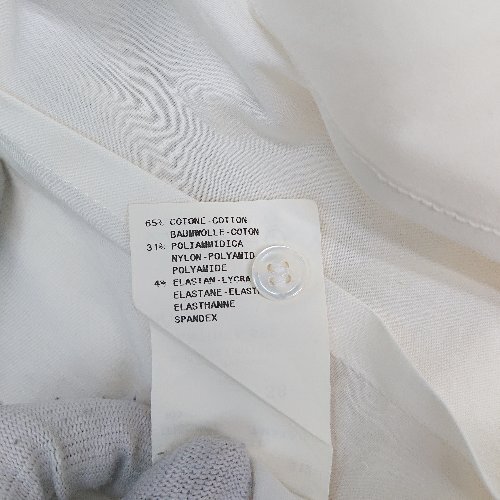 65% COTONE-COTTON
BAUMWOLLE-COTON
31% POLIAMMIDICA
NYLON-POLYAMID
POLYAMIDE
4% ELASTAN-LYCRA
ELASTANE-ELAST
ELASTHANNE
SPANDEX